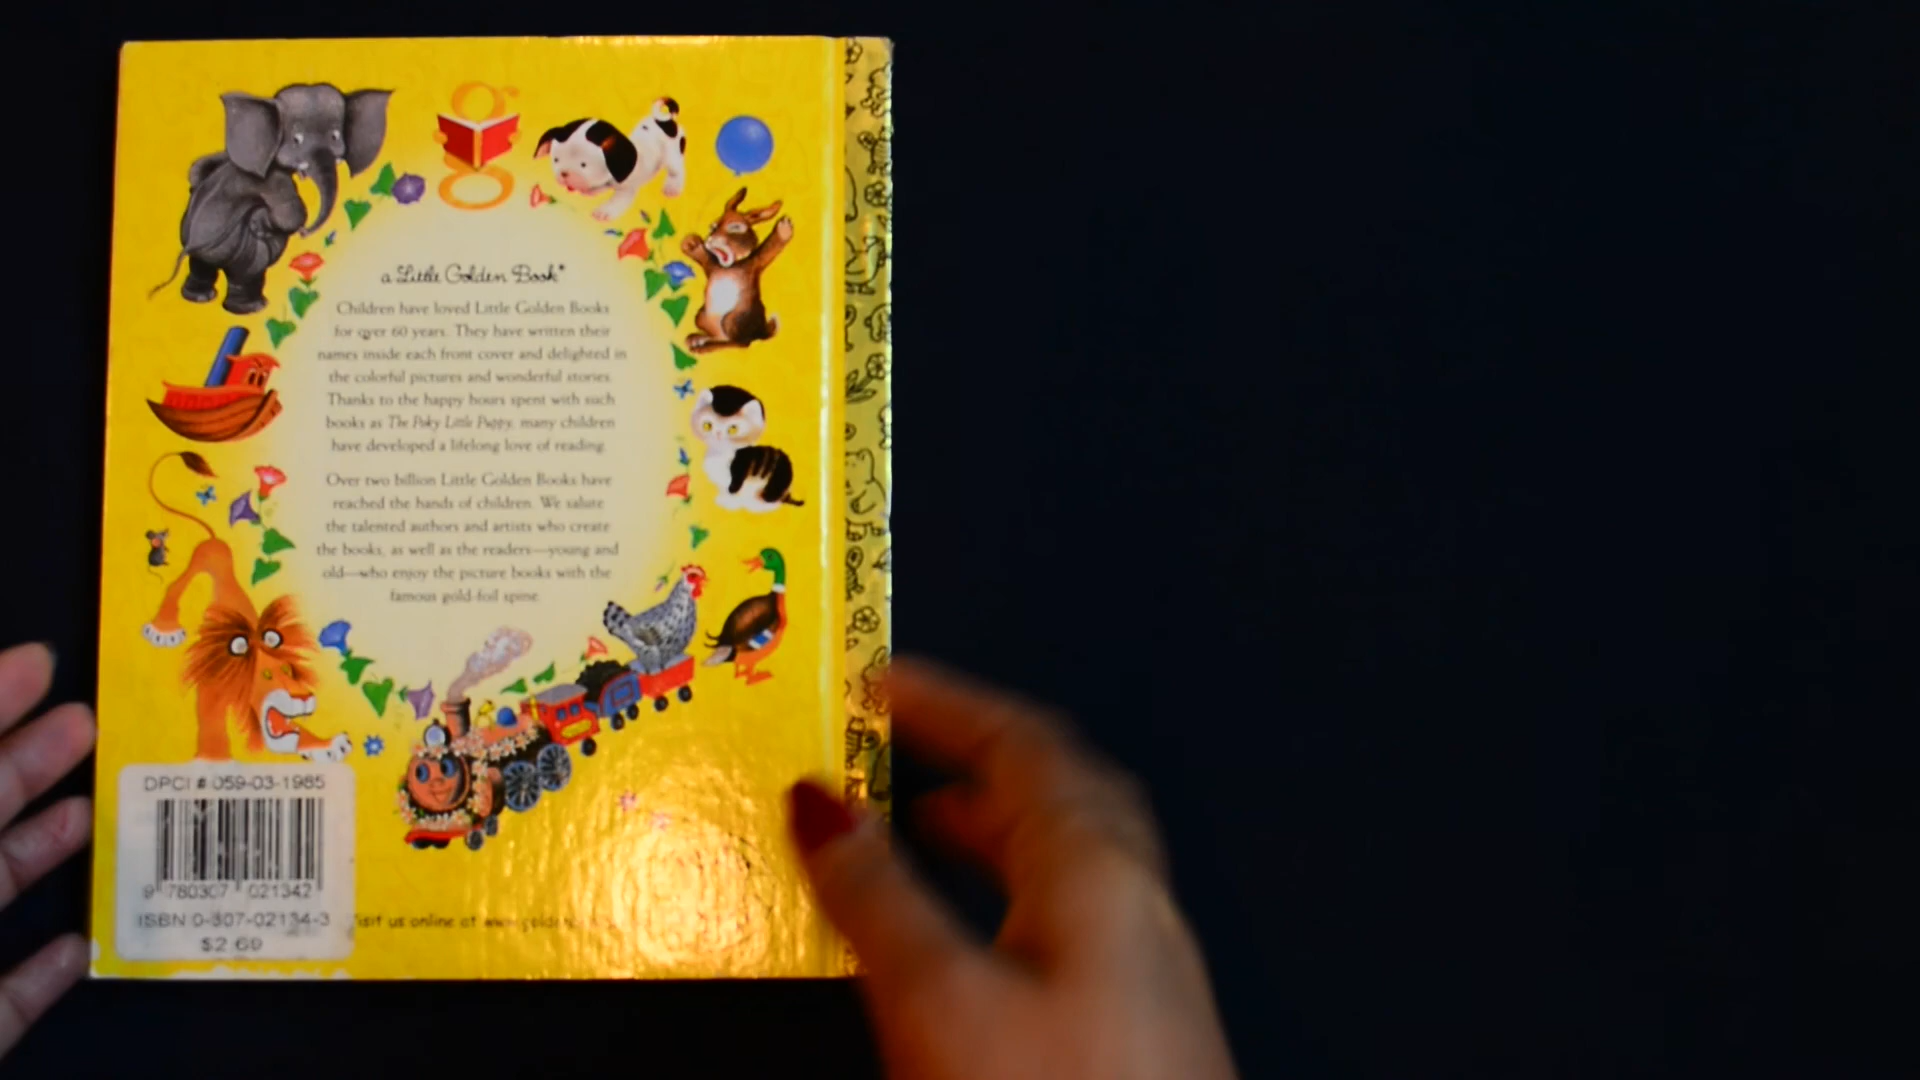 a Little Golden Book®
Children have loved Little Golden Books
for over 60 years. They have written their
names inside each front cover and delighted in
the colorful pictures and wonderful stories.
Thanks to the happy hours spent with such
books as The Poky Little Puppy, many children
have developed a lifelong love of reading.
Over two billion Little Golden Books have
reached the hands of children. We salute
the talented authors and artists who create
the books, as well as the readers—young and
old—who enjoy the picture books with the
famous gold-foil spine.
DPCI # 059-03-1985
9 780307 021342
ISBN 0-307-02134-3
$2.69
us online at